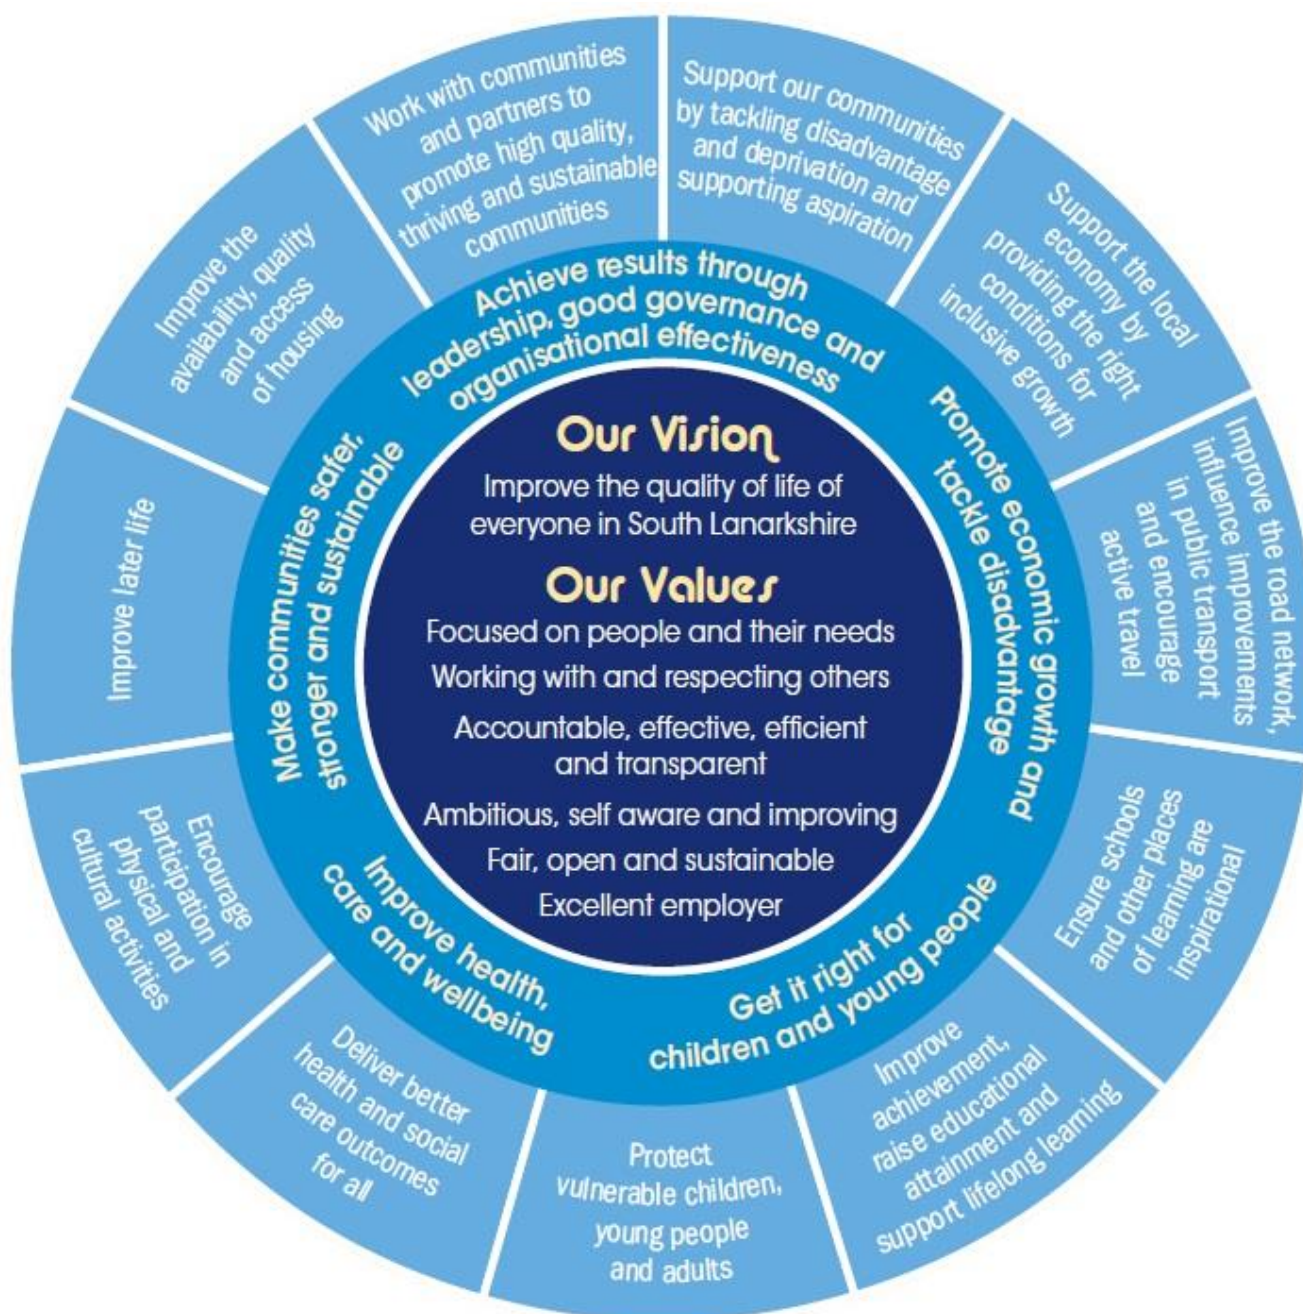 Our Vision
Improve the quality of life of
everyone in South Lanarkshire
Our Values
Focused on people and their needs
Working with and respecting others
Accountable, effective, efficient
and transparent
Ambitious, self aware and improving
Fair, open and sustainable
Excellent employer
Achieve results through
leadership, good governance and
organisational effectiveness
Promote economic growth and
tackle disadvantage
Get it right for
children and young people
Improve health,
care and wellbeing
Make communities safer,
stronger and sustainable
Support our communities
by tackling disadvantage
and deprivation and
supporting aspiration
Support the local
economy by
providing the right
conditions for
inclusive growth
Improve the road network,
influence improvements
in public transport
and encourage
active travel
Ensure schools
and other places
of learning are
inspirational
Improve
achievement,
raise educational
attainment and
support lifelong learning
Protect
vulnerable children,
young people
and adults
Deliver better
health and social
care outcomes
for all
Encourage
participation in
physical and
cultural activities
Improve later life
Improve the
availability, quality
and access
of housing
Work with communities
and partners to
promote high quality,
thriving and sustainable
communities